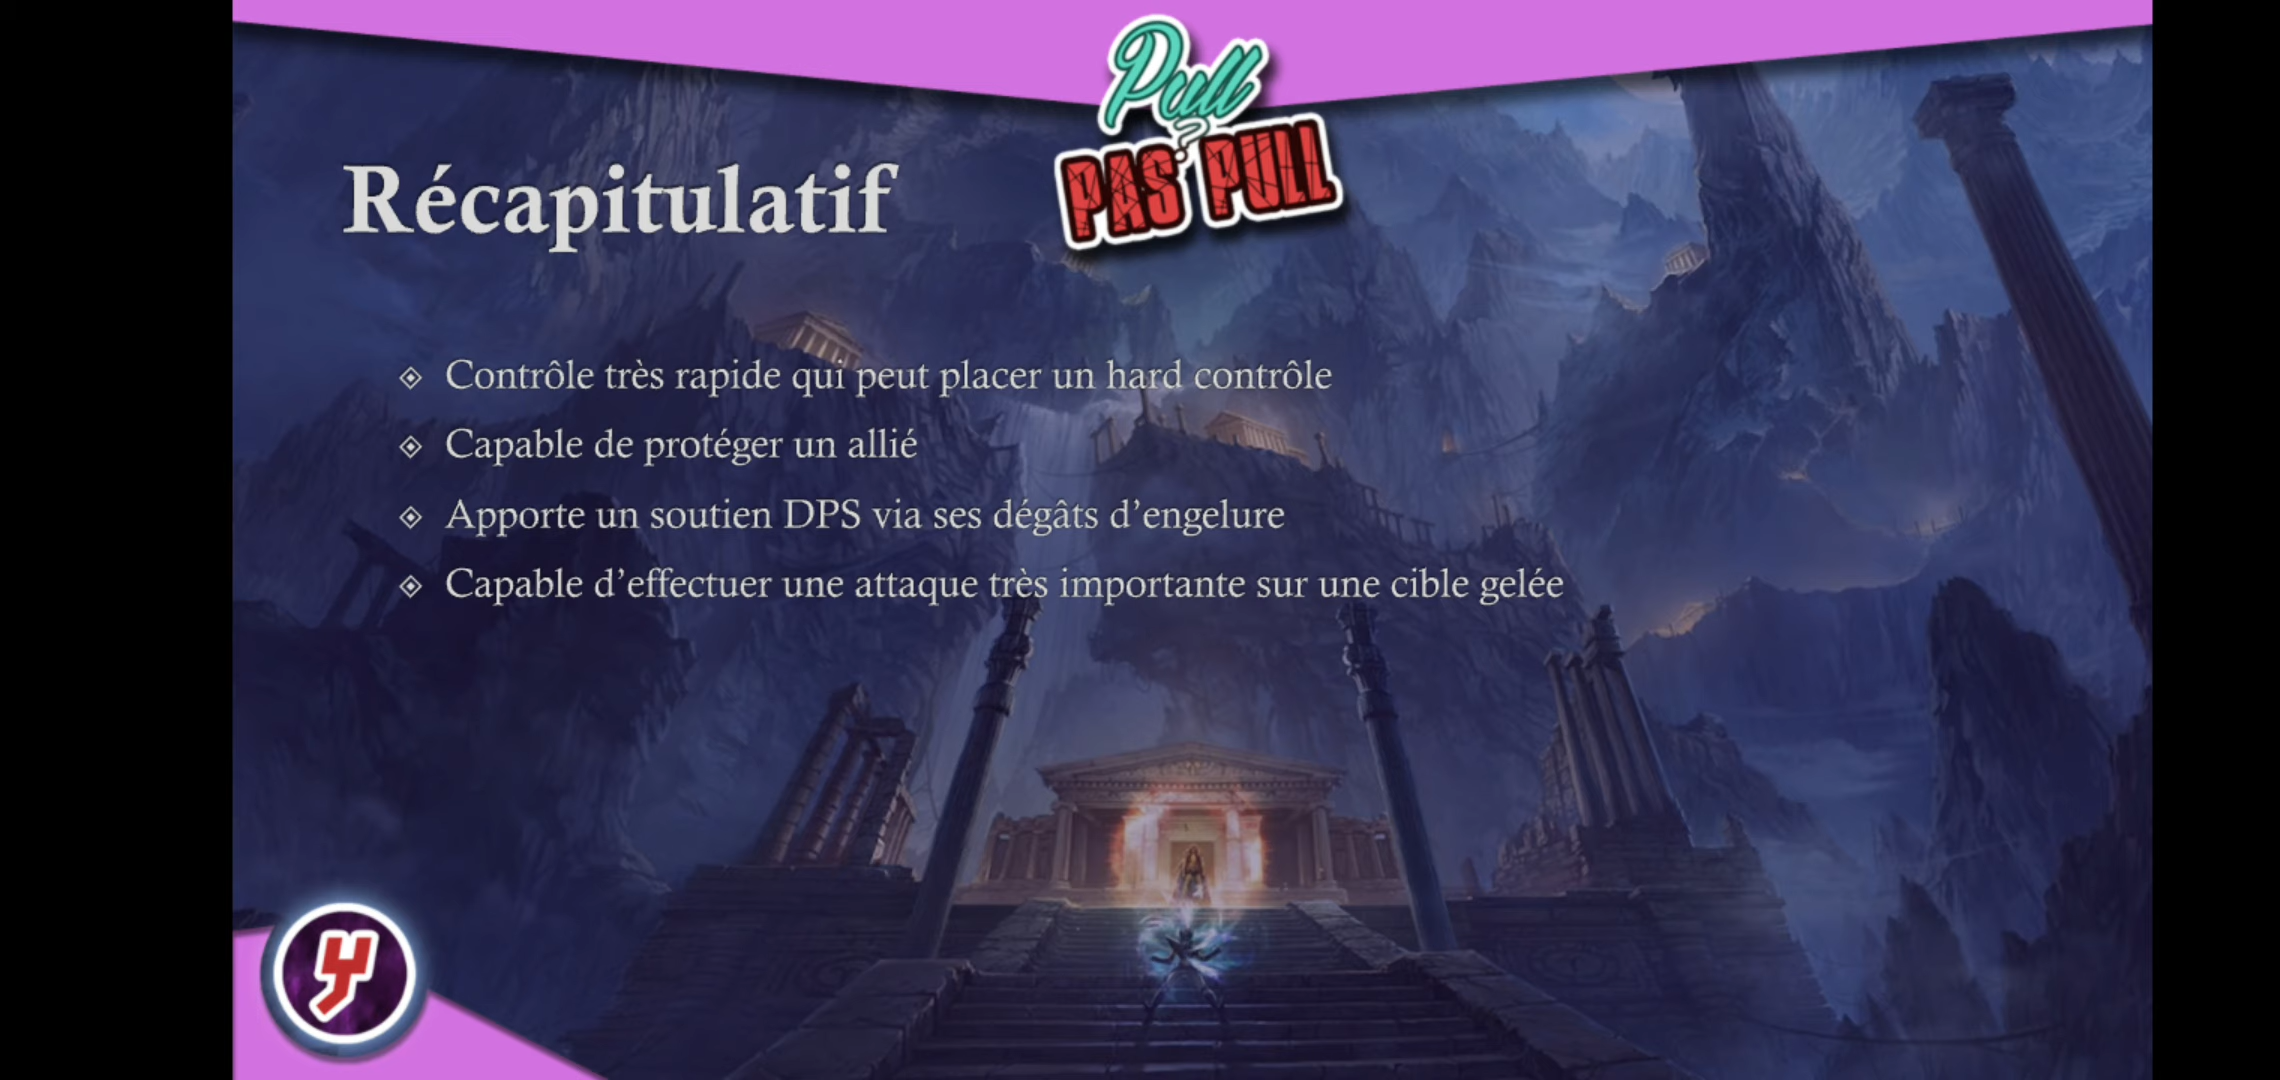 Pull
?
PAS PULL
Récapitulatif
Contrôle très rapide qui peut placer un hard contrôle
Capable de protéger un allié
Apporte un soutien DPS via ses dégâts d’engelure
Capable d’effectuer une attaque très importante sur une cible gelée
y